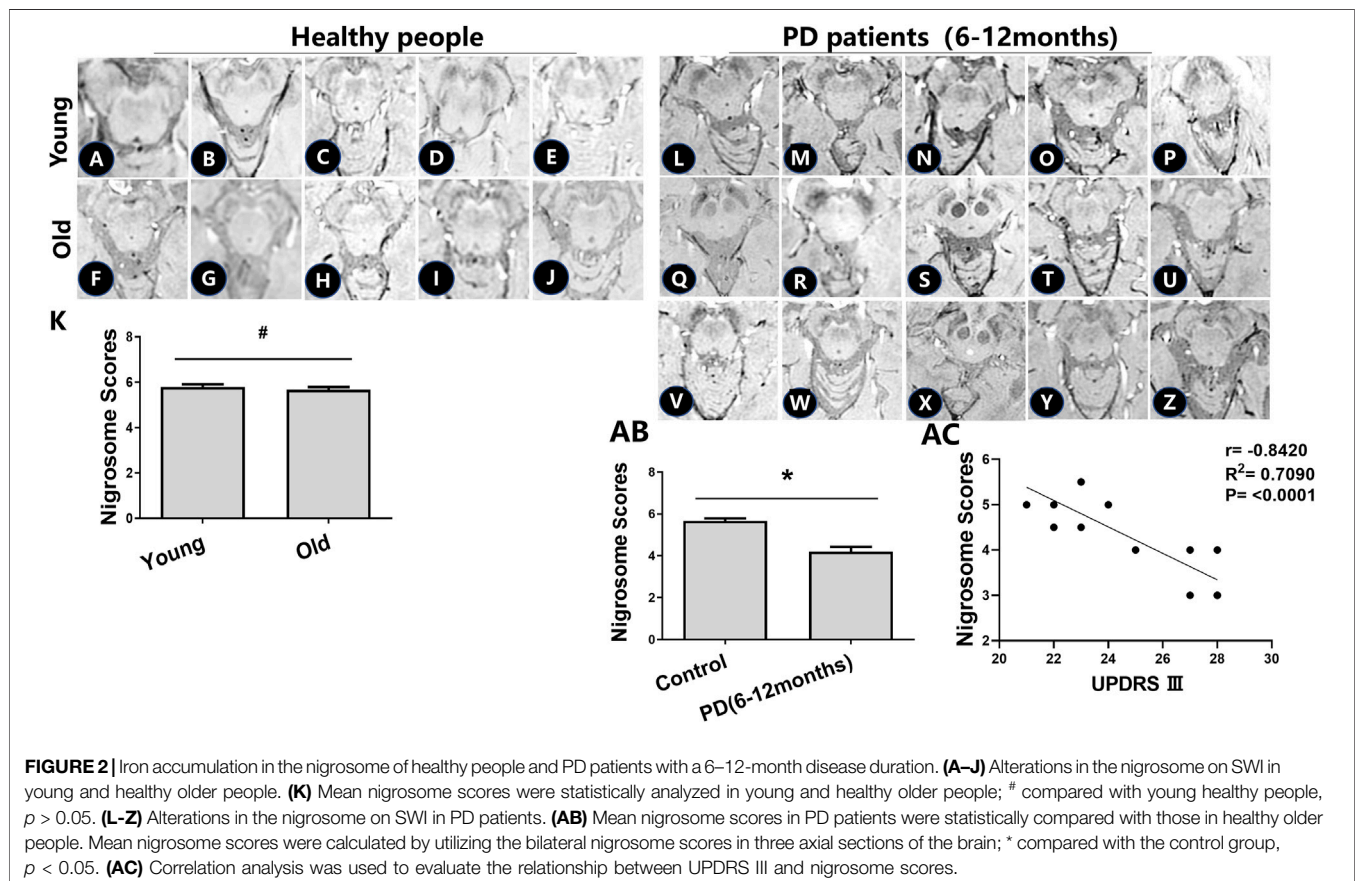 Healthy people
PD patients (6-12months)
Young
A
B
C
D
E
L
M
N
O
P
Old
F
G
H
I
J
Q
R
S
T
U
V
W
X
Y
Z
K
#
Nigrosome Scores
8
6
4
2
0
Young
Old
AB
*
Nigrosome Scores
8
6
4
2
0
Control
PD(6-12months)
AC
r= -0.8420
R²= 0.7090
P= <0.0001
Nigrosome Scores
6
5
4
3
2
20
22
24
26
28
30
UPDRS Ⅲ
FIGURE 2 | Iron accumulation in the nigrosome of healthy people and PD patients with a 6–12-month disease duration. (A–J) Alterations in the nigrosome on SWI in
young and healthy older people. (K) Mean nigrosome scores were statistically analyzed in young and healthy older people; # compared with young healthy people,
p > 0.05. (L-Z) Alterations in the nigrosome on SWI in PD patients. (AB) Mean nigrosome scores in PD patients were statistically compared with those in healthy older
people. Mean nigrosome scores were calculated by utilizing the bilateral nigrosome scores in three axial sections of the brain; * compared with the control group,
p < 0.05. (AC) Correlation analysis was used to evaluate the relationship between UPDRS III and nigrosome scores.